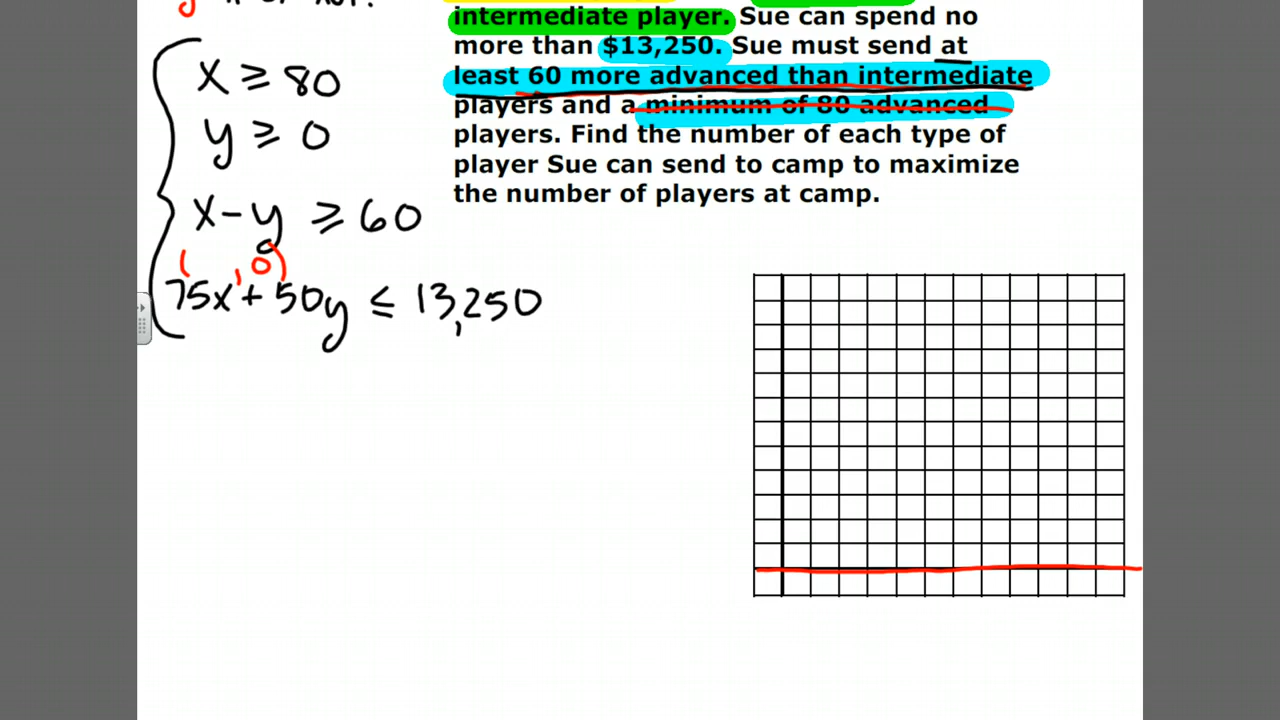 intermediate player. Sue can spend no
more than $13,250. Sue must send at
least 60 more advanced than intermediate
players and a minimum of 80 advanced
players. Find the number of each type of
player Sue can send to camp to maximize
the number of players at camp.
x ≥ 80
y ≥ 0
x - y ≥ 60
( , 0)
75x + 50y ≤ 13,250